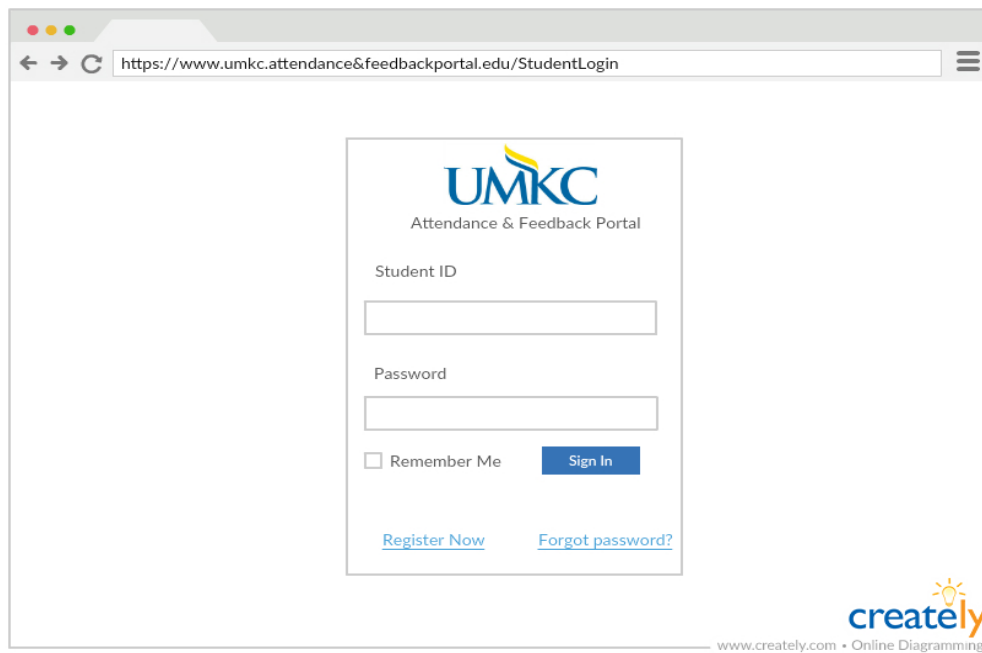 https://www.umkc.attendance&feedbackportal.edu/StudentLogin
UMKC
Attendance & Feedback Portal
Student ID
Password
Remember Me
Sign In
Register Now
Forgot password?
creately
www.creately.com • Online Diagramming